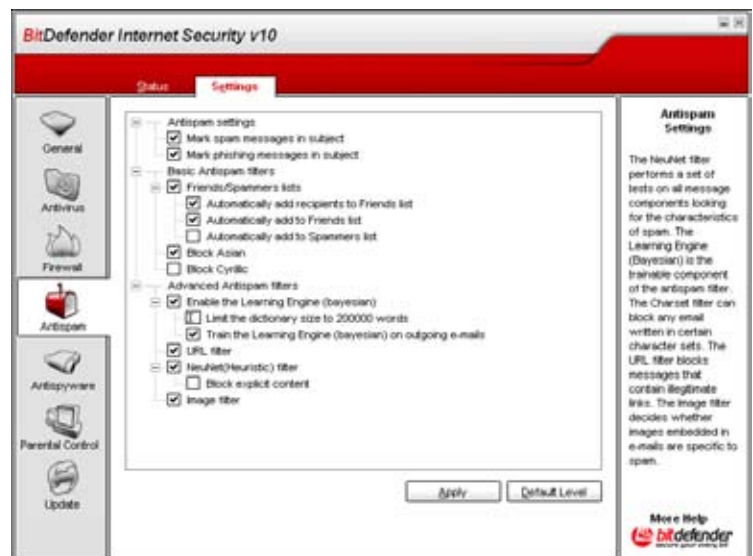 BitDefender Internet Security v10
Status
Settings
General
Antivirus
Firewall
Antispam
Antispyware
Parental Control
Update
Antispam settings
Mark spam messages in subject
Mark phishing messages in subject
Basic Antispam filters
Friends/Spammers lists
Automatically add recipients to Friends list
Automatically add to Friends list
Automatically add to Spammers list
Block Asian
Block Cyrillic
Advanced Antispam filters
Enable the Learning Engine (bayesian)
Limit the dictionary size to 200000 words
Train the Learning Engine (bayesian) on outgoing e-mails
URL filter
NeuNet(Heuristic) filter
Block explicit content
Image filter
Apply
Default Level
Antispam
Settings
The NeuNet filter
performs a set of
tests on all message
components looking
for the characteristics
of spam. The
Learning Engine
(Bayesian) is the
trainable component
of the antispam filter.
The Charset filter can
block any email
written in certain
character sets. The
URL filter blocks
messages that
contain illegitimate
links. The Image filter
decides whether
images embedded in
e-mails are specific to
spam.
More Help
bitdefender
secure your every bit